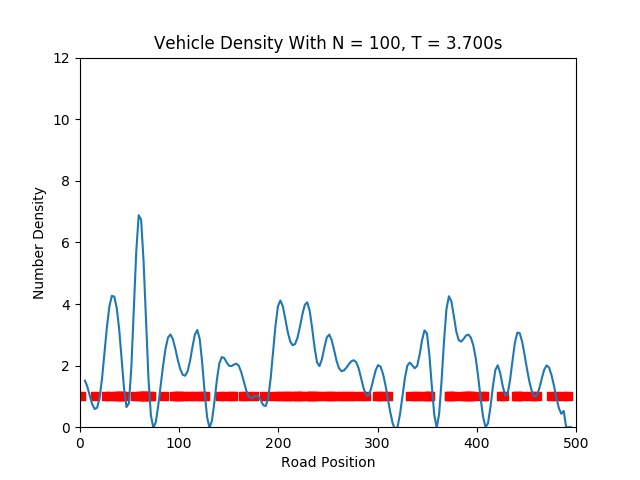 Vehicle Density With N = 100, T = 3.700s
12
10
8
6
4
2
0
Number Density
0 100 200 300 400 500
Road Position